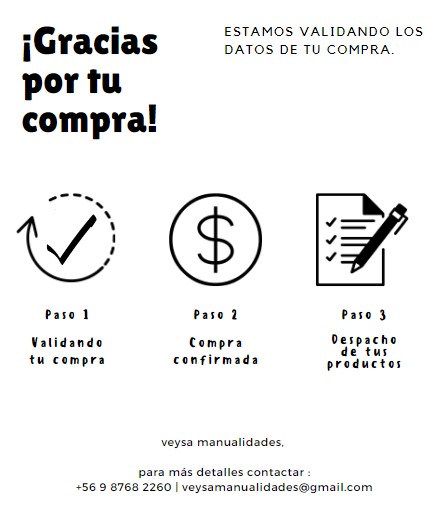 ¡Gracias
por tu
compra!
ESTAMOS VALIDANDO LOS
DATOS DE TU COMPRA.
Paso 1
Validando
tu compra
Paso 2
Compra
confirmada
Paso 3
Despacho
de tus
productos
veysa manualidades,
para más detalles contactar :
+56 9 8768 2260 | veysamanualidades@gmail.com